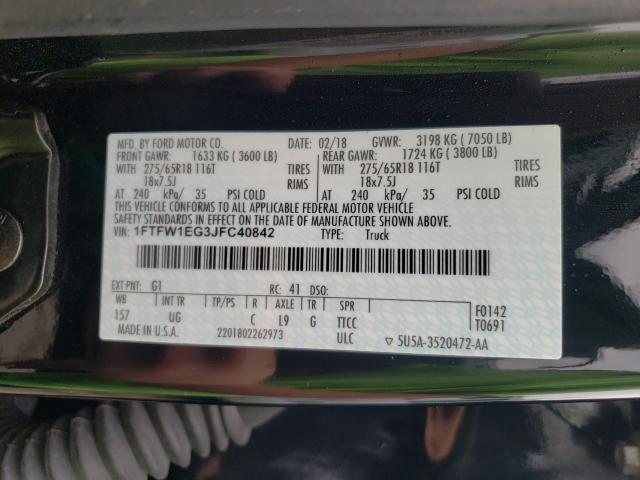 MFD. BY FORD MOTOR CO. DATE: 02/18 GVWR: 3198 KG ( 7050 LB)
FRONT GAWR: 1633 KG ( 3600 LB) REAR GAWR: 1724 KG ( 3800 LB)
WITH 275/65R18 116T TIRES WITH 275/65R18 116T TIRES
18x7.5J RIMS 18x7.5J RIMS
AT 240 kPa/ 35 PSI COLD AT 240 kPa/ 35 PSI COLD
THIS VEHICLE CONFORMS TO ALL APPLICABLE FEDERAL MOTOR VEHICLE
SAFETY STANDARDS IN EFFECT ON THE DATE OF MANUFACTURE SHOWN ABOVE.
VIN: 1FTFW1EG3JFC40842 TYPE: Truck
EXT PNT: G1 RC: 41 DSO:
WB INT TR TP/PS R AXLE TR SPR F0142
157 UG C L9 G TTCC T0691
MADE IN U.S.A. 2201802262973 ULC ▽ 5U5A-3520472-AA